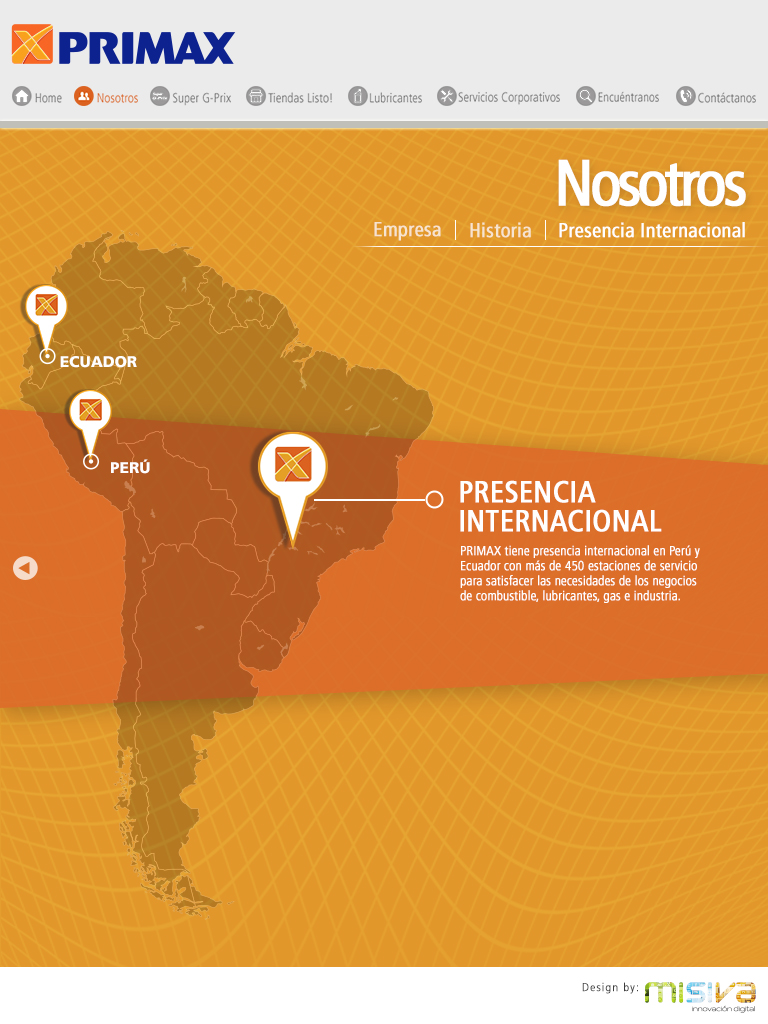 PRIMAX
Home
Nosotros
Super G-Prix
Tiendas Listo!
Lubricantes
Servicios Corporativos
Encuéntranos
Contáctanos
Nosotros
Empresa
Historia
Presencia Internacional
ECUADOR
PERÚ
PRESENCIA
INTERNACIONAL
PRIMAX tiene presencia internacional en Perú y
Ecuador con más de 450 estaciones de servicio
para satisfacer las necesidades de los negocios
de combustible, lubricantes, gas e industria.
Design by:
misiva
innovación digital